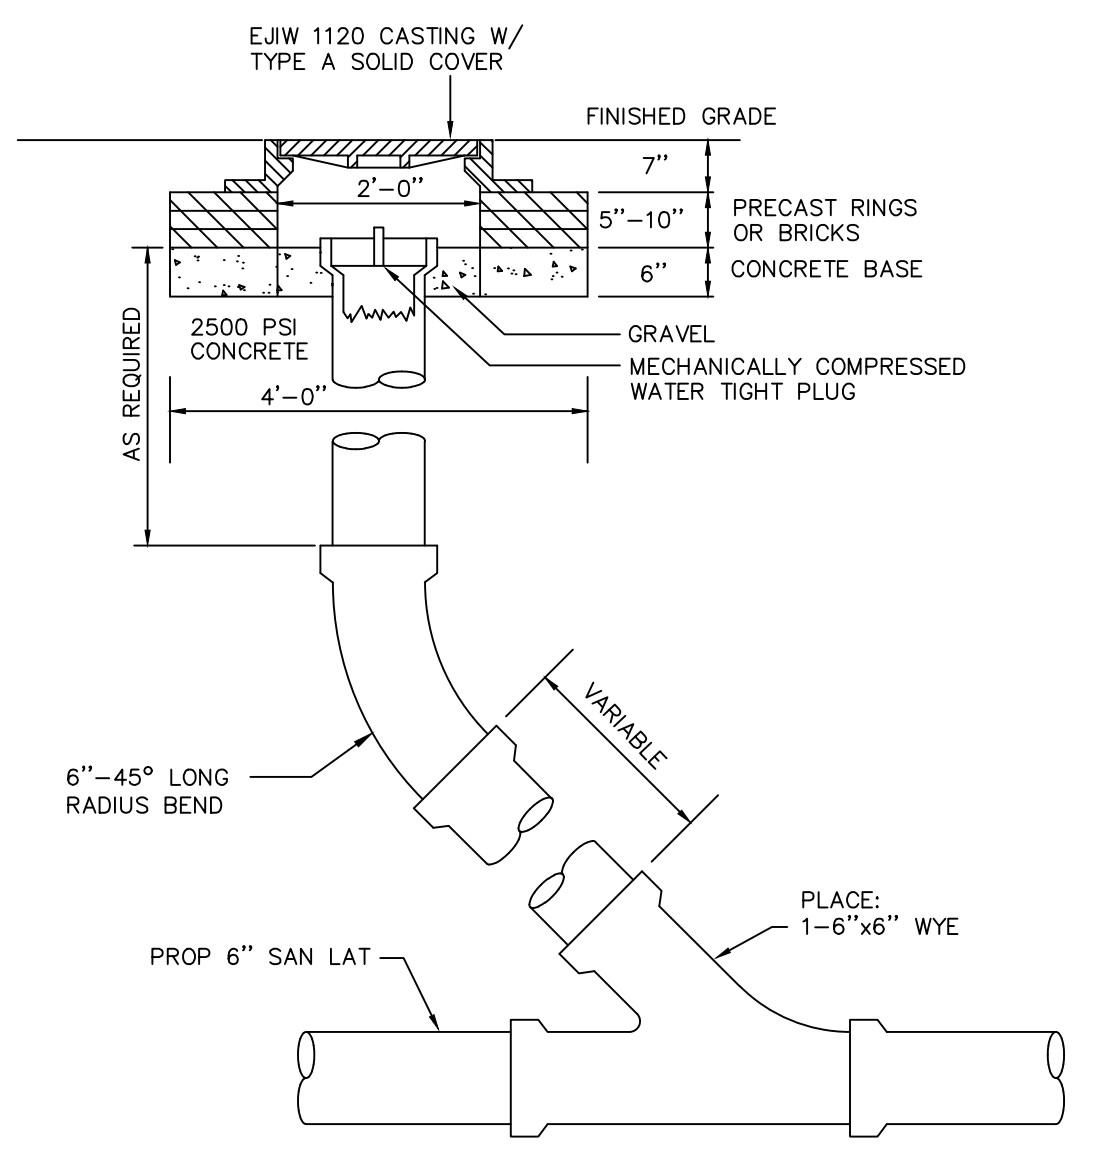 EJIW 1120 CASTING W/
TYPE A SOLID COVER
FINISHED GRADE
7"
2'-0"
5"-10"
PRECAST RINGS
OR BRICKS
6"
CONCRETE BASE
2500 PSI
CONCRETE
GRAVEL
MECHANICALLY COMPRESSED
WATER TIGHT PLUG
4'-0"
AS REQUIRED
VARIABLE
6"-45° LONG
RADIUS BEND
PLACE:
1-6"x6" WYE
PROP 6" SAN LAT